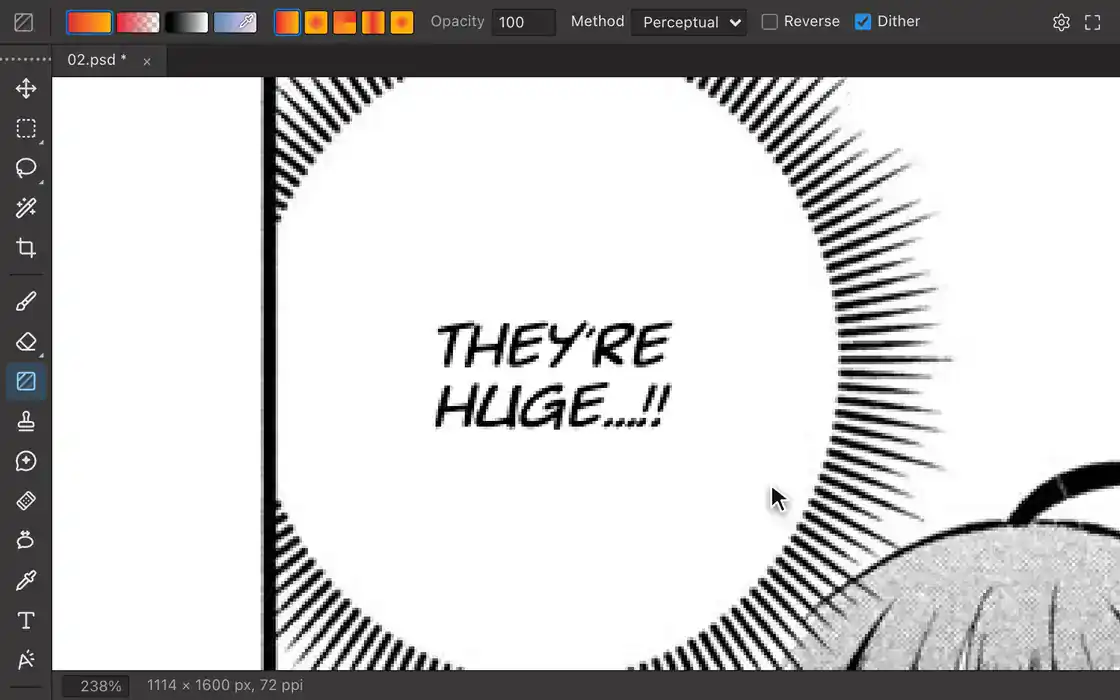 Opacity 100 Method Perceptual Reverse Dither
02.psd * ×
THEY'RE
HUGE....!!
238% 1114 × 1600 px, 72 ppi